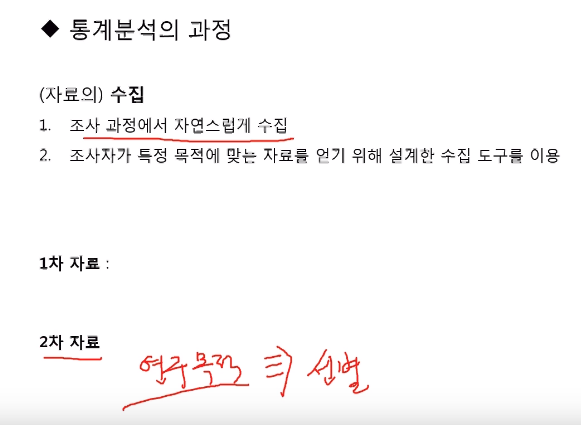 ◆ 통계분석의 과정
(자료의) 수집
1. 조사 과정에서 자연스럽게 수집
2. 조사자가 특정 목적에 맞는 자료를 얻기 위해 설계한 수집 도구를 이용
1차 자료 :
2차 자료
연구목적 ⇒ 선별